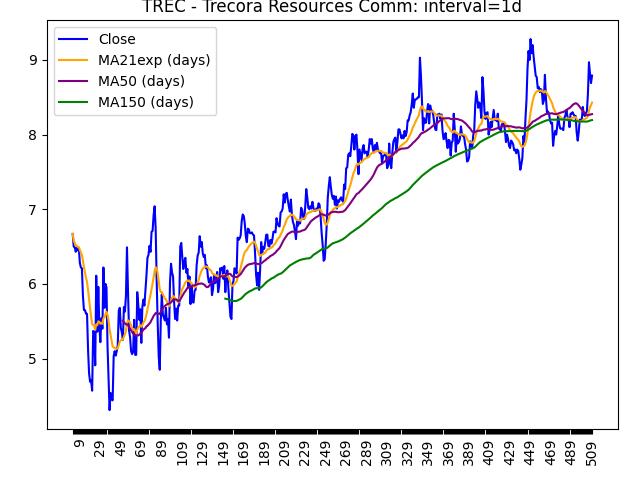 TREC - Trecora Resources Comm: interval=1d
Close
MA21exp (days)
MA50 (days)
MA150 (days)
9
8
7
6
5
9 29 49 69 89 109 129 149 169 189 209 229 249 269 289 309 329 349 369 389 409 429 449 469 489 509